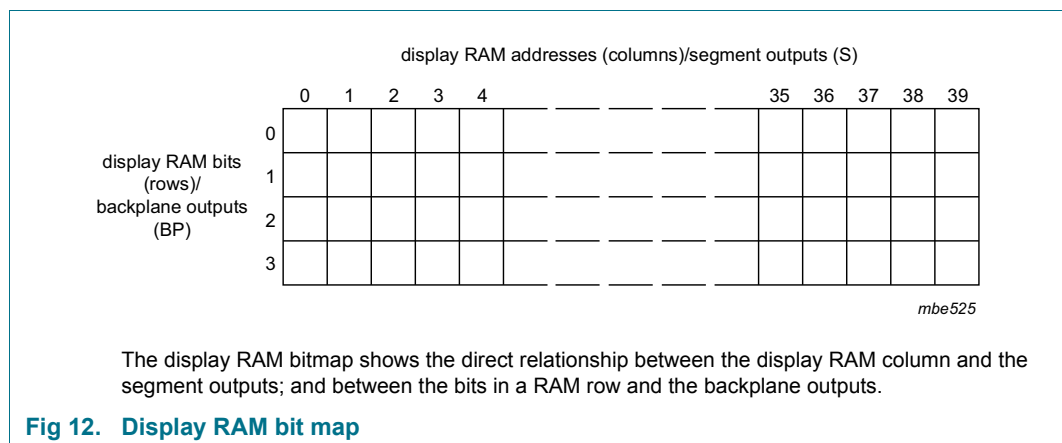 display RAM addresses (columns)/segment outputs (S)
0 1 2 3 4 35 36 37 38 39
0
display RAM bits
1
(rows)/
backplane outputs
2
(BP)
3
mbe525
The display RAM bitmap shows the direct relationship between the display RAM column and the
segment outputs; and between the bits in a RAM row and the backplane outputs.
Fig 12. Display RAM bit map